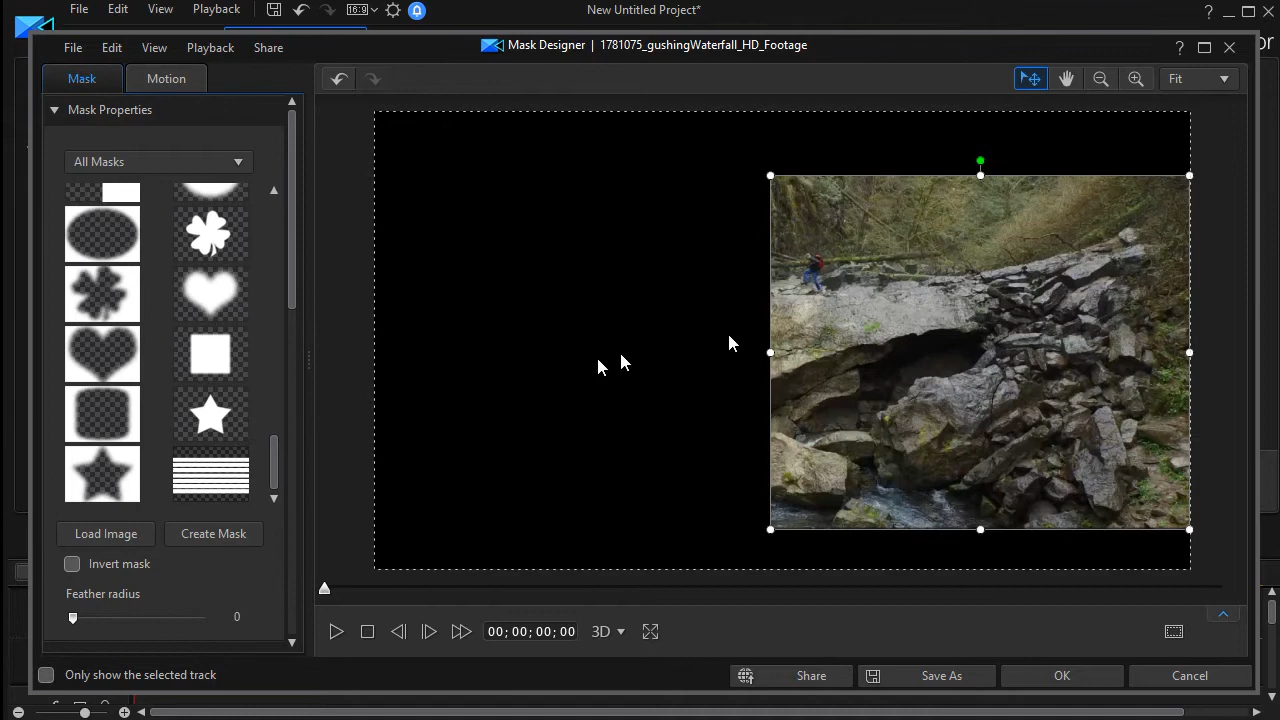 File Edit View Playback 16:9 New Untitled Project* ?
or
File Edit View Playback Share Mask Designer | 1781075_gushingWaterfall_HD_Footage ?
Mask Motion Fit
Mask Properties
All Masks
Load Image Create Mask
Invert mask
Feather radius
0
00;00;00;00 3D
Only show the selected track Share Save As OK Cancel